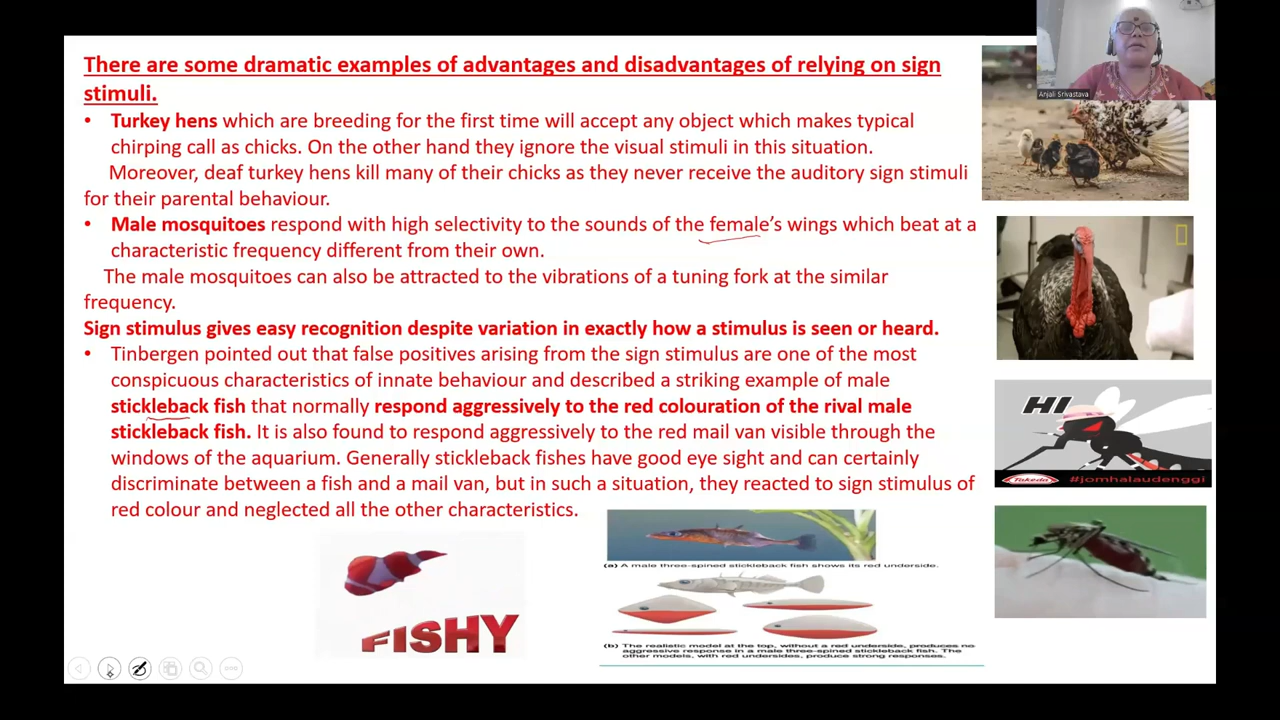 There are some dramatic examples of advantages and disadvantages of relying on sign
stimuli.
• Turkey hens which are breeding for the first time will accept any object which makes typical
chirping call as chicks. On the other hand they ignore the visual stimuli in this situation.
Moreover, deaf turkey hens kill many of their chicks as they never receive the auditory sign stimuli
for their parental behaviour.
• Male mosquitoes respond with high selectivity to the sounds of the female's wings which beat at a
characteristic frequency different from their own.
The male mosquitoes can also be attracted to the vibrations of a tuning fork at the similar
frequency.
Sign stimulus gives easy recognition despite variation in exactly how a stimulus is seen or heard.
• Tinbergen pointed out that false positives arising from the sign stimulus are one of the most
conspicuous characteristics of innate behaviour and described a striking example of male
stickleback fish that normally respond aggressively to the red colouration of the rival male
stickleback fish. It is also found to respond aggressively to the red mail van visible through the
windows of the aquarium. Generally stickleback fishes have good eye sight and can certainly
discriminate between a fish and a mail van, but in such a situation, they reacted to sign stimulus of
red colour and neglected all the other characteristics.
Anjali Srivastava
HI
Takeda #jomhalaudenggi
FISHY
(a) A male three-spined stickleback fish shows its red underside.
(b) The realistic model at the top, without a red underside, produces no
aggressive response in a male three-spined stickleback fish. The
other models, with red undersides, produce strong responses.